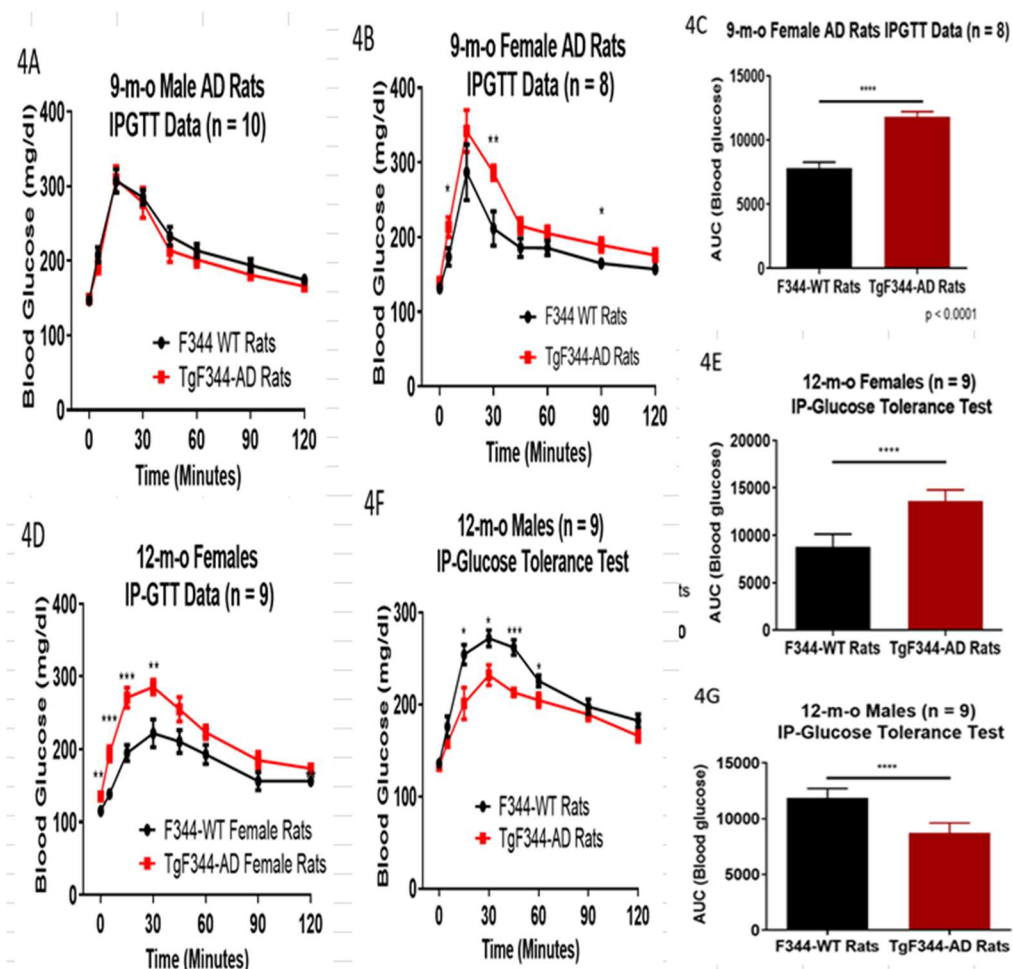 4A
9-m-o Male AD Rats
IPGTT Data (n = 10)
Blood Glucose (mg/dl)
400
300
200
100
0
0 30 60 90 120
Time (Minutes)
F344 WT Rats
TgF344-AD Rats
4B
9-m-o Female AD Rats
IPGTT Data (n = 8)
Blood Glucose (mg/dl)
400
300
200
100
0
* ** *
0 30 60 90 120
Time (Minutes)
F344 WT Rats
TgF344-AD Rats
4C
9-m-o Female AD Rats IPGTT Data (n = 8)
AUC (Blood glucose)
15000
10000
5000
0
****
F344-WT Rats TgF344-AD Rats
p < 0.0001
4D
12-m-o Females
IP-GTT Data (n = 9)
Blood Glucose (mg/dl)
400
300
200
100
0
** *** *** ** **
0 30 60 90 120
Time (Minutes)
F344-WT Female Rats
TgF344-AD Female Rats
4F
12-m-o Males (n = 9)
IP-Glucose Tolerance Test
Blood Glucose (mg/dl)
300
200
100
0
* * *** *
0 30 60 90 120
Time (Minutes)
F344-WT Rats
TgF344-AD Rats
ts
0
4E
12-m-o Females (n = 9)
IP-Glucose Tolerance Test
AUC (Blood glucose)
20000
15000
10000
5000
0
****
F344-WT Rats TgF344-AD Rats
4G
12-m-o Males (n = 9)
IP-Glucose Tolerance Test
AUC (Blood glucose)
15000
10000
5000
0
****
F344-WT Rats TgF344-AD Rats